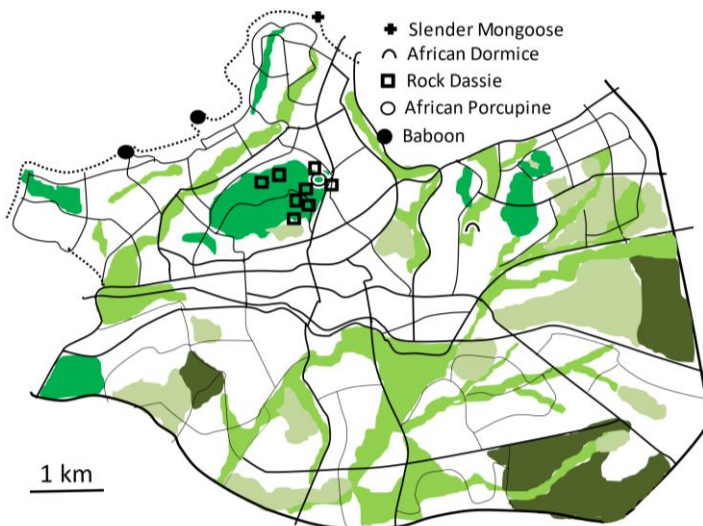 Slender Mongoose
African Dormice
Rock Dassie
African Porcupine
Baboon
1 km